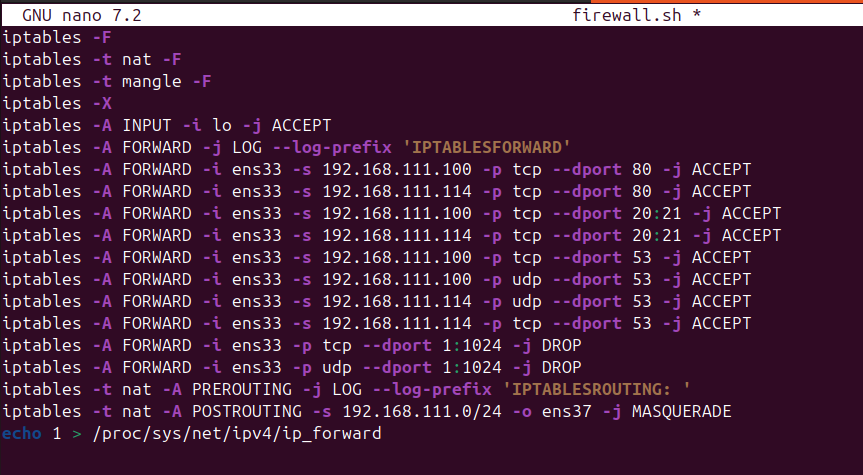 GNU nano 7.2 firewall.sh *
iptables -F
iptables -t nat -F
iptables -t mangle -F
iptables -X
iptables -A INPUT -i lo -j ACCEPT
iptables -A FORWARD -j LOG --log-prefix 'IPTABLESFORWARD'
iptables -A FORWARD -i ens33 -s 192.168.111.100 -p tcp --dport 80 -j ACCEPT
iptables -A FORWARD -i ens33 -s 192.168.111.114 -p tcp --dport 80 -j ACCEPT
iptables -A FORWARD -i ens33 -s 192.168.111.100 -p tcp --dport 20:21 -j ACCEPT
iptables -A FORWARD -i ens33 -s 192.168.111.114 -p tcp --dport 20:21 -j ACCEPT
iptables -A FORWARD -i ens33 -s 192.168.111.100 -p tcp --dport 53 -j ACCEPT
iptables -A FORWARD -i ens33 -s 192.168.111.100 -p udp --dport 53 -j ACCEPT
iptables -A FORWARD -i ens33 -s 192.168.111.114 -p udp --dport 53 -j ACCEPT
iptables -A FORWARD -i ens33 -s 192.168.111.114 -p tcp --dport 53 -j ACCEPT
iptables -A FORWARD -i ens33 -p tcp --dport 1:1024 -j DROP
iptables -A FORWARD -i ens33 -p udp --dport 1:1024 -j DROP
iptables -t nat -A PREROUTING -j LOG --log-prefix 'IPTABLESROUTING: '
iptables -t nat -A POSTROUTING -s 192.168.111.0/24 -o ens37 -j MASQUERADE
echo 1 > /proc/sys/net/ipv4/ip_forward